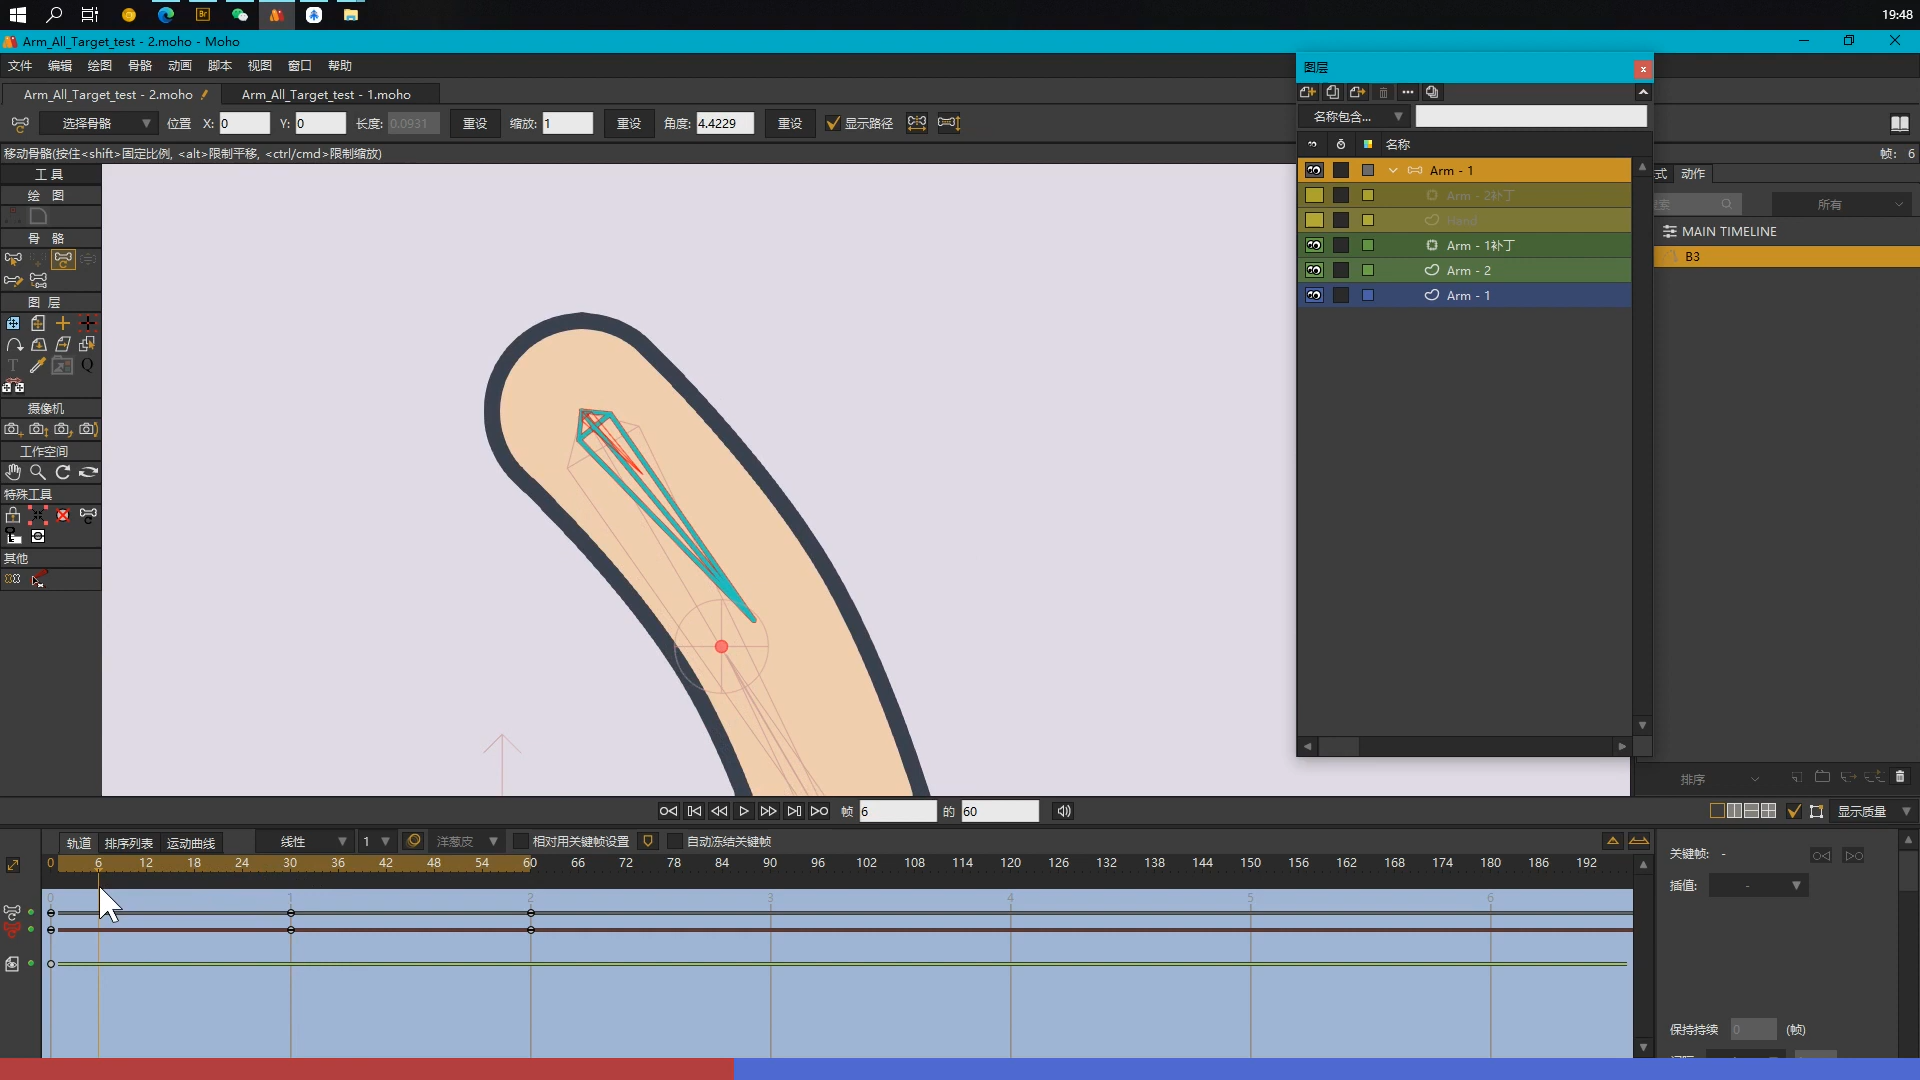 19:48
Arm_All_Target_test - 2.moho - Moho
文件 编辑 绘图 骨骼 动画 脚本 视图 窗口 帮助
Arm_All_Target_test - 2.moho
Arm_All_Target_test - 1.moho
选择骨骼 位置 X: 0 Y: 0 长度: 0.0931 重设 缩放: 1 重设 角度: 4.4229 重设 显示路径
移动骨骼(按住<shift>固定比例, <alt>限制平移, <ctrl/cmd>限制缩放)
帧: 6
工具
绘 图
骨 骼
图 层
T
Q
摄像机
工作空间
特殊工具
其他
图层
名称包含...
名称
Arm - 1
Arm - 2补丁
Hand
Arm - 1补丁
Arm - 2
Arm - 1
式 动作
索
所有
MAIN TIMELINE
B3
排序
帧 6 的 60
显示质量
轨道 排序列表 运动曲线 线性 1 洋葱皮 相对用关键帧设置 自动冻结关键帧
0 6 12 18 24 30 36 42 48 54 60 66 72 78 84 90 96 102 108 114 120 126 132 138 144 150 156 162 168 174 180 186 192
0 1 2 3 4 5 6
关键帧: -
插值: -
保持持续 0 (帧)